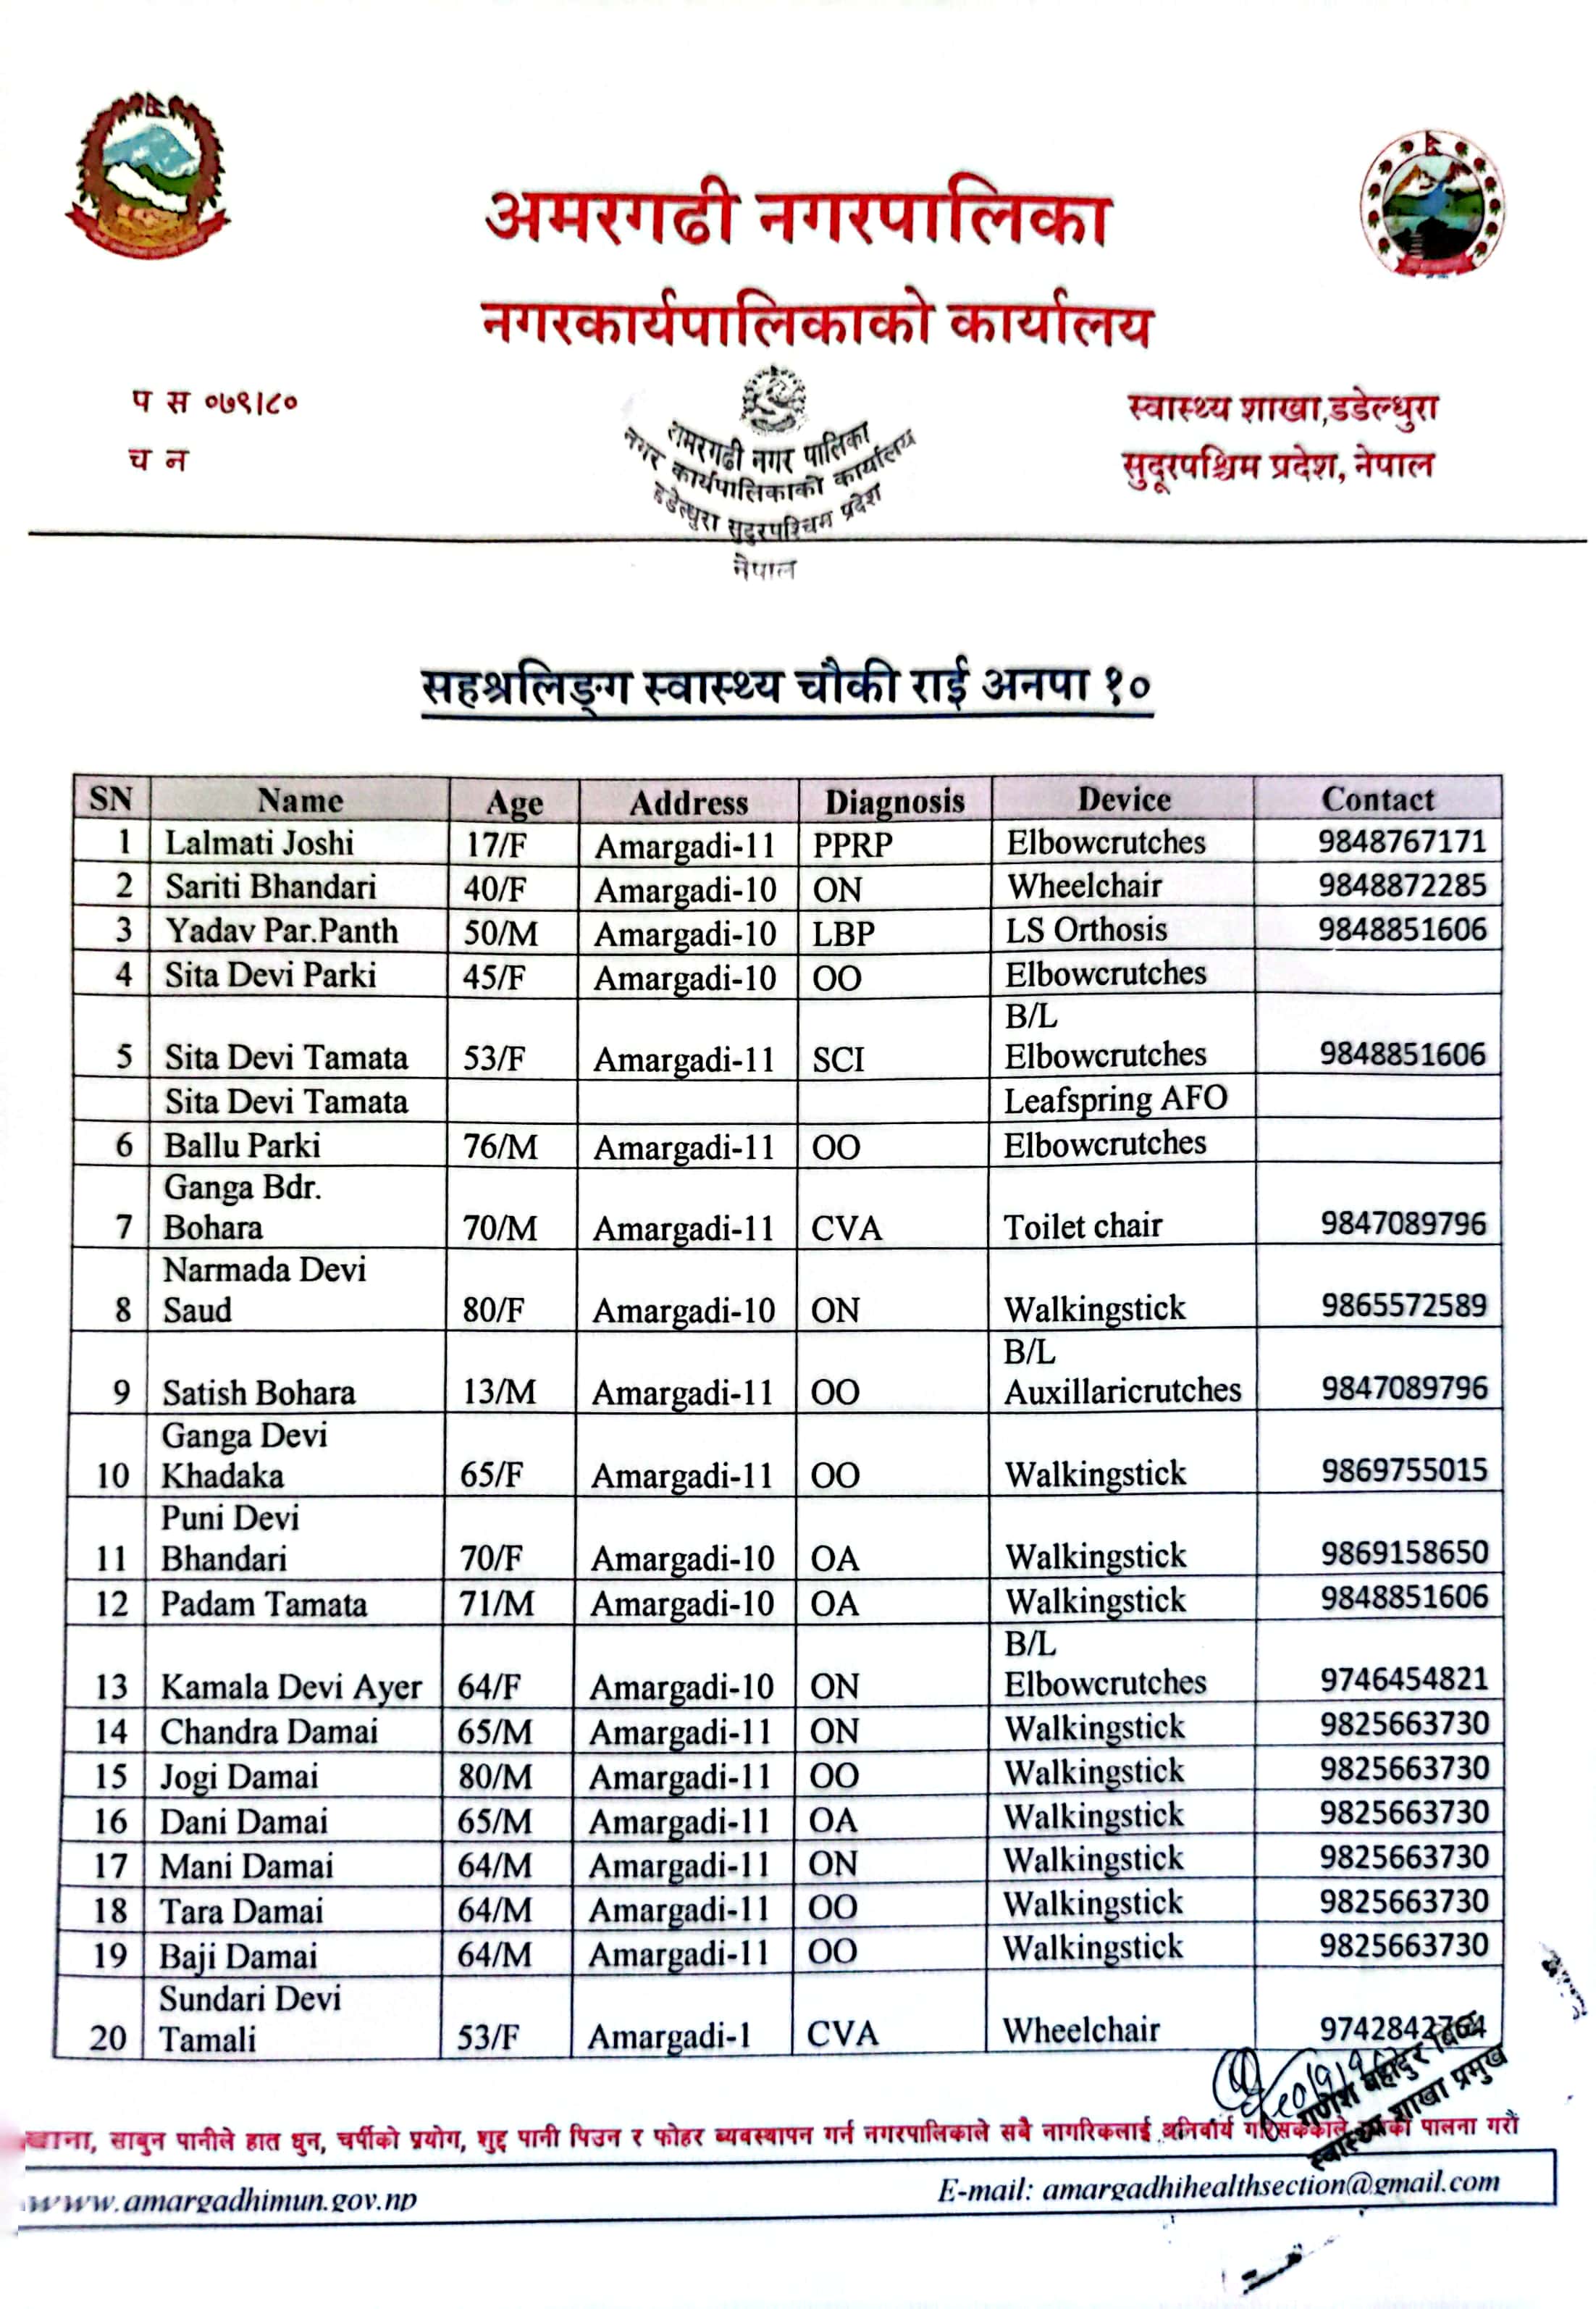 अमरगढी नगरपालिका
नगरकार्यपालिकाको कार्यालय
प स ०७९।८०
च न
स्वास्थ्य शाखा,डडेल्धुरा
सुदूरपश्चिम प्रदेश, नेपाल
नगर पालिका
नगर कार्यपालिकाको कार्यालय
सुदुरपश्चिम प्रदेश
नेपाल
सहश्रलिङ्ग स्वास्थ्य चौकी राई अनपा १०
SN Name Age Address Diagnosis Device Contact
1 Lalmati Joshi 17/F Amargadi-11 PPRP Elbowcrutches 9848767171
2 Sariti Bhandari 40/F Amargadi-10 ON Wheelchair 9848872285
3 Yadav Par.Panth 50/M Amargadi-10 LBP LS Orthosis 9848851606
4 Sita Devi Parki 45/F Amargadi-10 OO Elbowcrutches
B/L
5 Sita Devi Tamata 53/F Amargadi-11 SCI Elbowcrutches 9848851606
Sita Devi Tamata Leafspring AFO
6 Ballu Parki 76/M Amargadi-11 OO Elbowcrutches
Ganga Bdr.
7 Bohara 70/M Amargadi-11 CVA Toilet chair 9847089796
Narmada Devi
8 Saud 80/F Amargadi-10 ON Walkingstick 9865572589
B/L
9 Satish Bohara 13/M Amargadi-11 OO Auxillaricrutches 9847089796
Ganga Devi
10 Khadaka 65/F Amargadi-11 OO Walkingstick 9869755015
Puni Devi
11 Bhandari 70/F Amargadi-10 OA Walkingstick 9869158650
12 Padam Tamata 71/M Amargadi-10 OA Walkingstick 9848851606
B/L
13 Kamala Devi Ayer 64/F Amargadi-10 ON Elbowcrutches 9746454821
14 Chandra Damai 65/M Amargadi-11 ON Walkingstick 9825663730
15 Jogi Damai 80/M Amargadi-11 OO Walkingstick 9825663730
16 Dani Damai 65/M Amargadi-11 OA Walkingstick 9825663730
17 Mani Damai 64/M Amargadi-11 ON Walkingstick 9825663730
18 Tara Damai 64/M Amargadi-11 OO Walkingstick 9825663730
19 Baji Damai 64/M Amargadi-11 OO Walkingstick 9825663730
Sundari Devi
20 Tamali 53/F Amargadi-1 CVA Wheelchair 9742842764
गणेश बहादुर बिष्ट
स्वास्थ्य शाखा प्रमुख
साबुन पानीले हात धुन, चर्पीको प्रयोग, शुद्द पानी पिउन र फोहर ब्यवस्थापन गर्न नगरपालिकाले सबै नागरिकलाई अनिवार्य पालना गरौं
www.amargadhimun.gov.np
E-mail: amargadhihealthsection@gmail.com